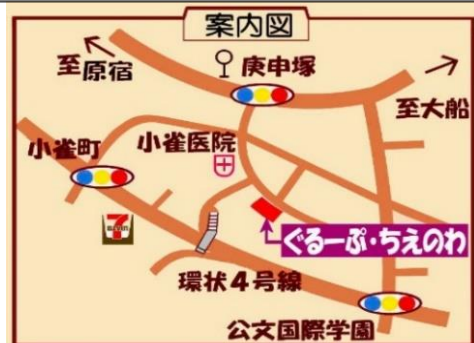 案内図
至原宿
庚申塚
至大船
小雀町
小雀医院
7
ぐるーぷ・ちえのわ
環状4号線
公文国際学園